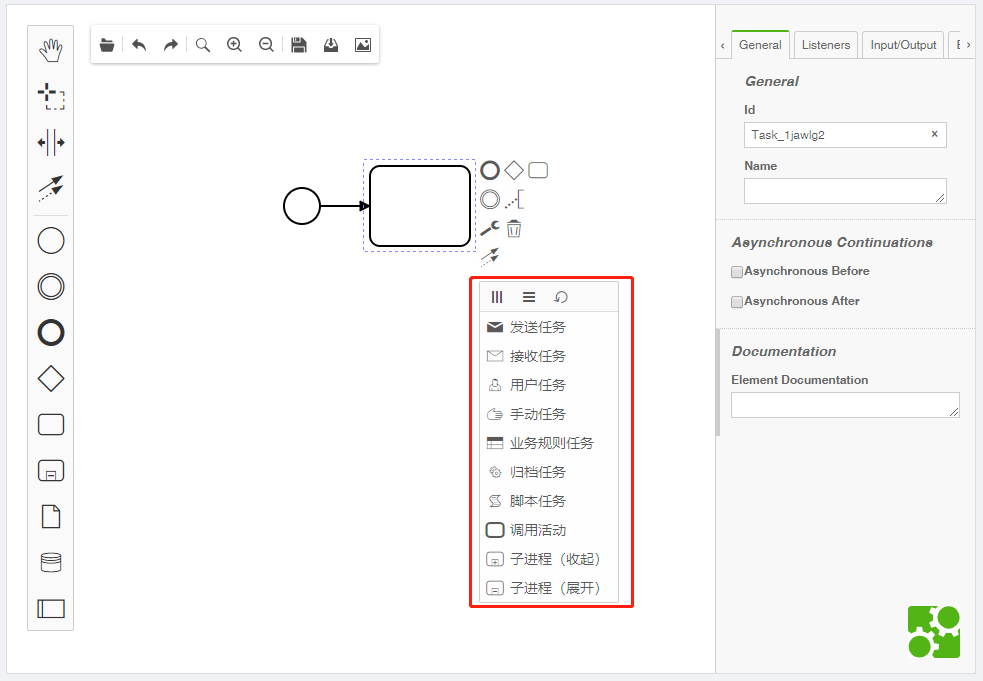 General
Listeners
Input/Output
General
Id
Task_1jawlg2
Name
Asynchronous Continuations
Asynchronous Before
Asynchronous After
Documentation
Element Documentation
发送任务
接收任务
用户任务
手动任务
业务规则任务
归档任务
脚本任务
调用活动
子进程（收起）
子进程（展开）